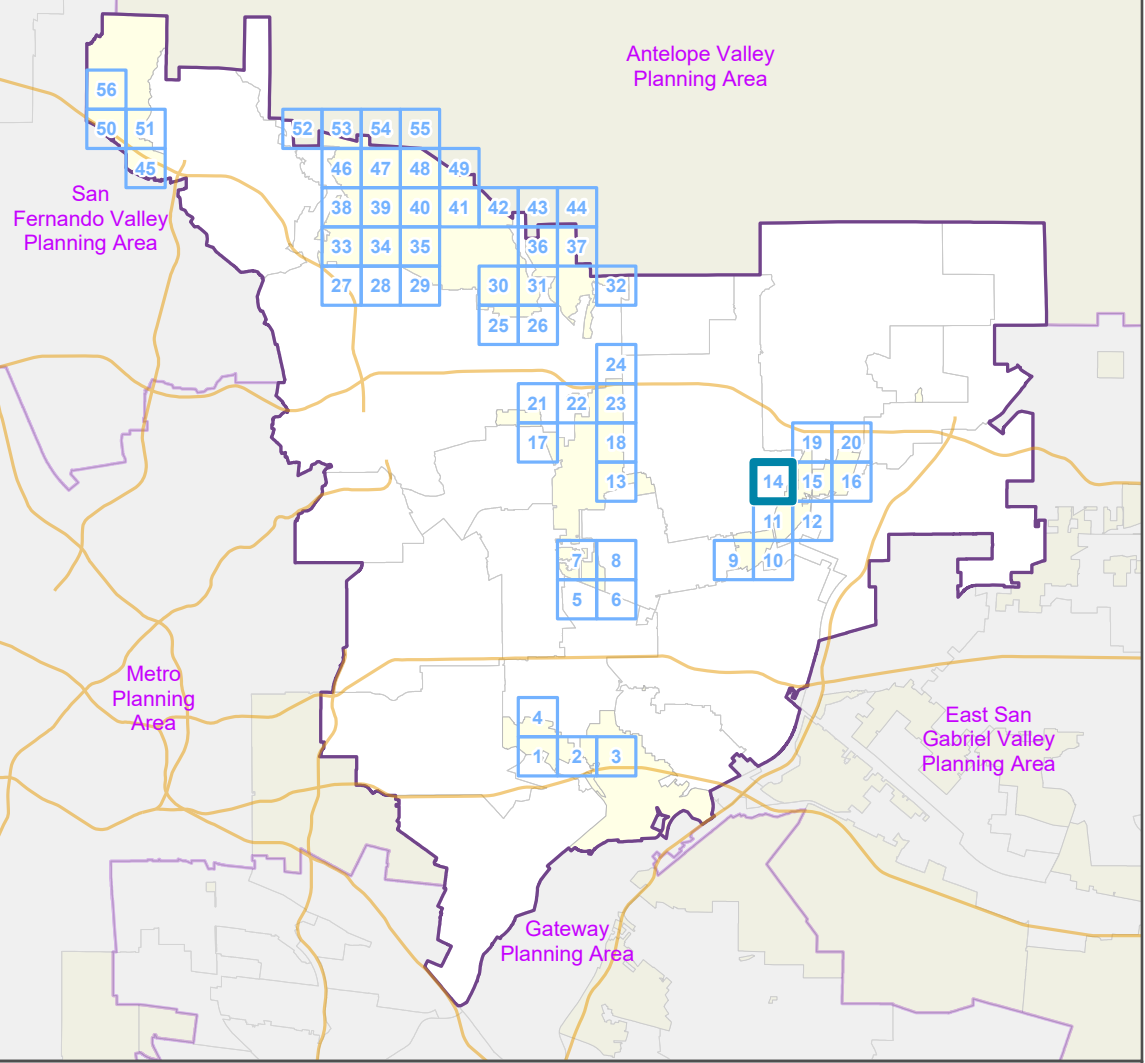 Antelope Valley
Planning Area
56
50 51
52 53 54 55
45
46 47 48 49
San
Fernando Valley
Planning Area
38 39 40 41 42 43 44
33 34 35 36 37
27 28 29 30 31 32
25 26
24
21 22 23
17 18 19 20
13 14 15 16
11 12
7 8 9 10
5 6
Metro
Planning
Area
4
1 2 3
East San
Gabriel Valley
Planning Area
Gateway
Planning Area